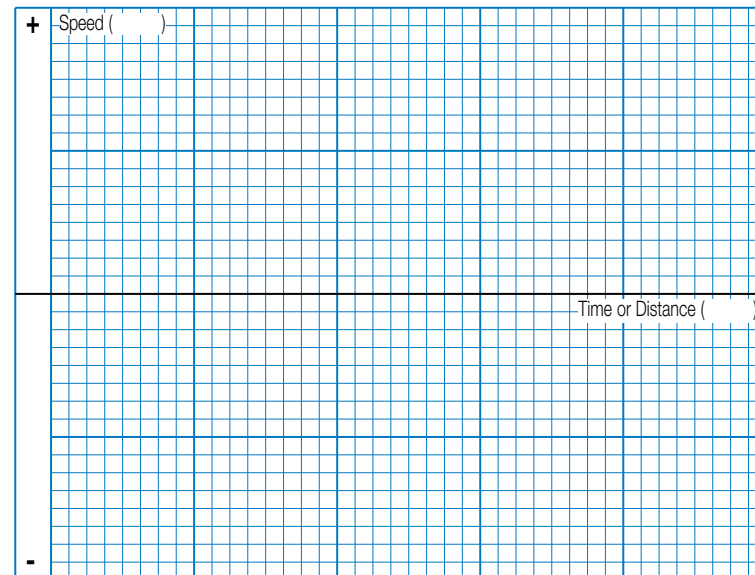 + Speed (      )
Time or Distance (      )
-